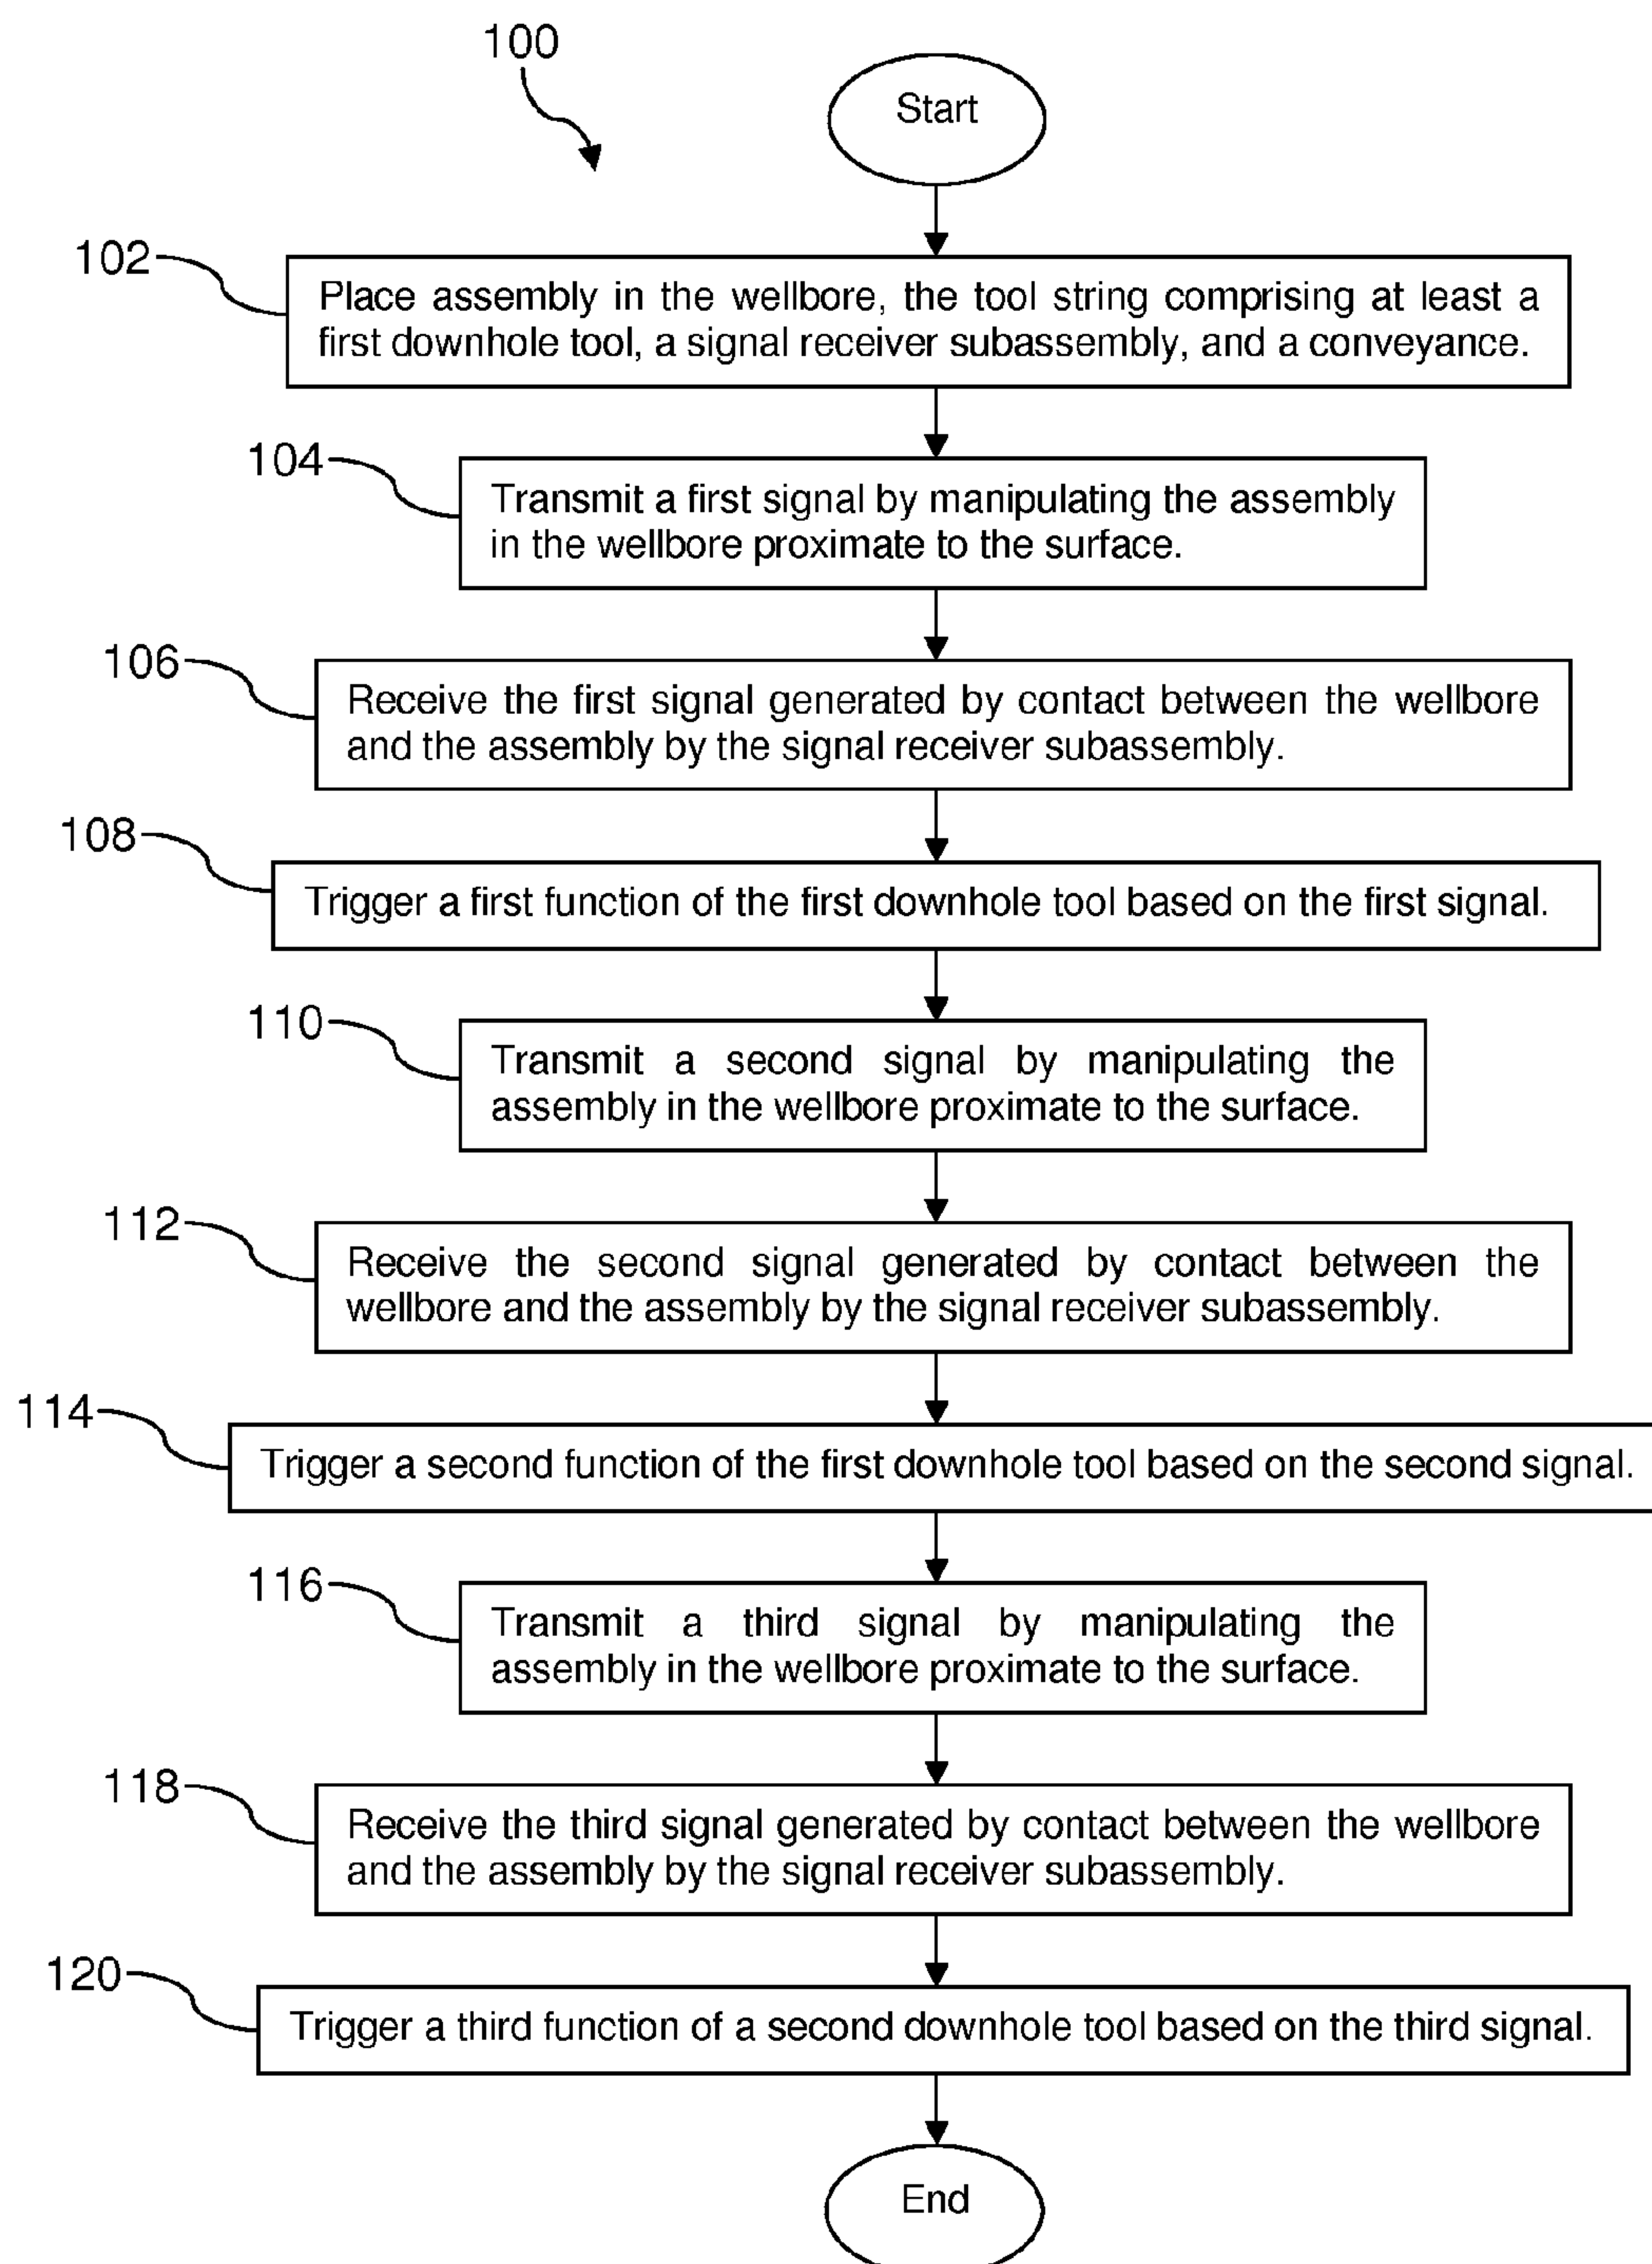 100
Start
102
Place assembly in the wellbore, the tool string comprising at least a
first downhole tool, a signal receiver subassembly, and a conveyance.
104
Transmit a first signal by manipulating the assembly
in the wellbore proximate to the surface.
106
Receive the first signal generated by contact between the wellbore
and the assembly by the signal receiver subassembly.
108
Trigger a first function of the first downhole tool based on the first signal.
110
Transmit a second signal by manipulating the
assembly in the wellbore proximate to the surface.
112
Receive the second signal generated by contact between the
wellbore and the assembly by the signal receiver subassembly.
114
Trigger a second function of the first downhole tool based on the second signal.
116
Transmit a third signal by manipulating the
assembly in the wellbore proximate to the surface.
118
Receive the third signal generated by contact between the wellbore
and the assembly by the signal receiver subassembly.
120
Trigger a third function of a second downhole tool based on the third signal.
End